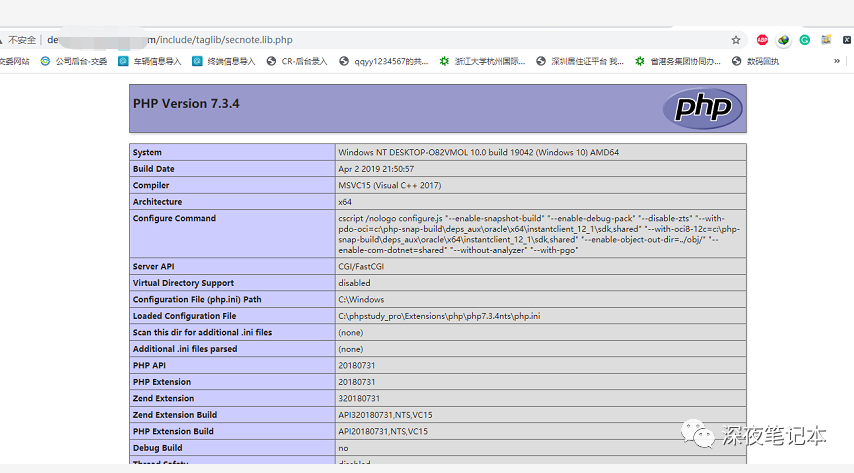 不安全 de com/include/taglib/secnote.lib.php
交委网站 公司后台-交委 车辆信息导入 终端信息导入 CR-后台录入 qqyy1234567的共... 浙江大学杭州国际... 深圳居住证平台 我... 省港务集团协同办... 数码回执 »
PHP Version 7.3.4
php
System Windows NT DESKTOP-O82VMOL 10.0 build 19042 (Windows 10) AMD64
Build Date Apr 2 2019 21:50:57
Compiler MSVC15 (Visual C++ 2017)
Architecture x64
Configure Command cscript /nologo configure.js "--enable-snapshot-build" "--enable-debug-pack" "--disable-zts" "--with-
pdo-oci=c:\php-snap-build\deps_aux\oracle\x64\instantclient_12_1\sdk,shared" "--with-oci8-12c=c:\php-
snap-build\deps_aux\oracle\x64\instantclient_12_1\sdk,shared" "--enable-object-out-dir=../obj/" "--
enable-com-dotnet=shared" "--without-analyzer" "--with-pgo"
Server API CGI/FastCGI
Virtual Directory Support disabled
Configuration File (php.ini) Path C:\Windows
Loaded Configuration File C:\phpstudy_pro\Extensions\php\php7.3.4nts\php.ini
Scan this dir for additional .ini files (none)
Additional .ini files parsed (none)
PHP API 20180731
PHP Extension 20180731
Zend Extension 320180731
Zend Extension Build API320180731,NTS,VC15
PHP Extension Build API20180731,NTS,VC15
Debug Build no
Thread Safety disabled
深夜笔记本